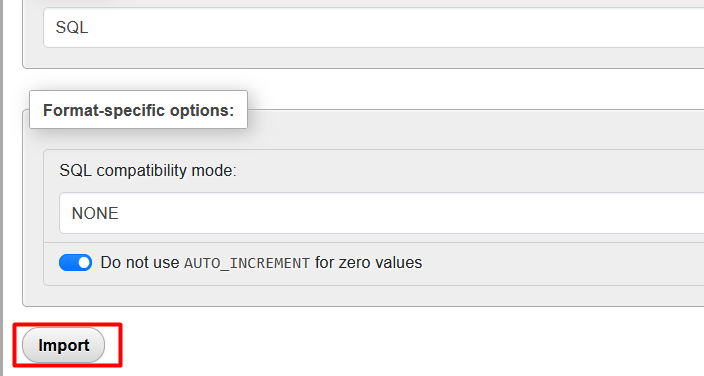 SQL
Format-specific options:
SQL compatibility mode:
NONE
Do not use AUTO_INCREMENT for zero values
Import